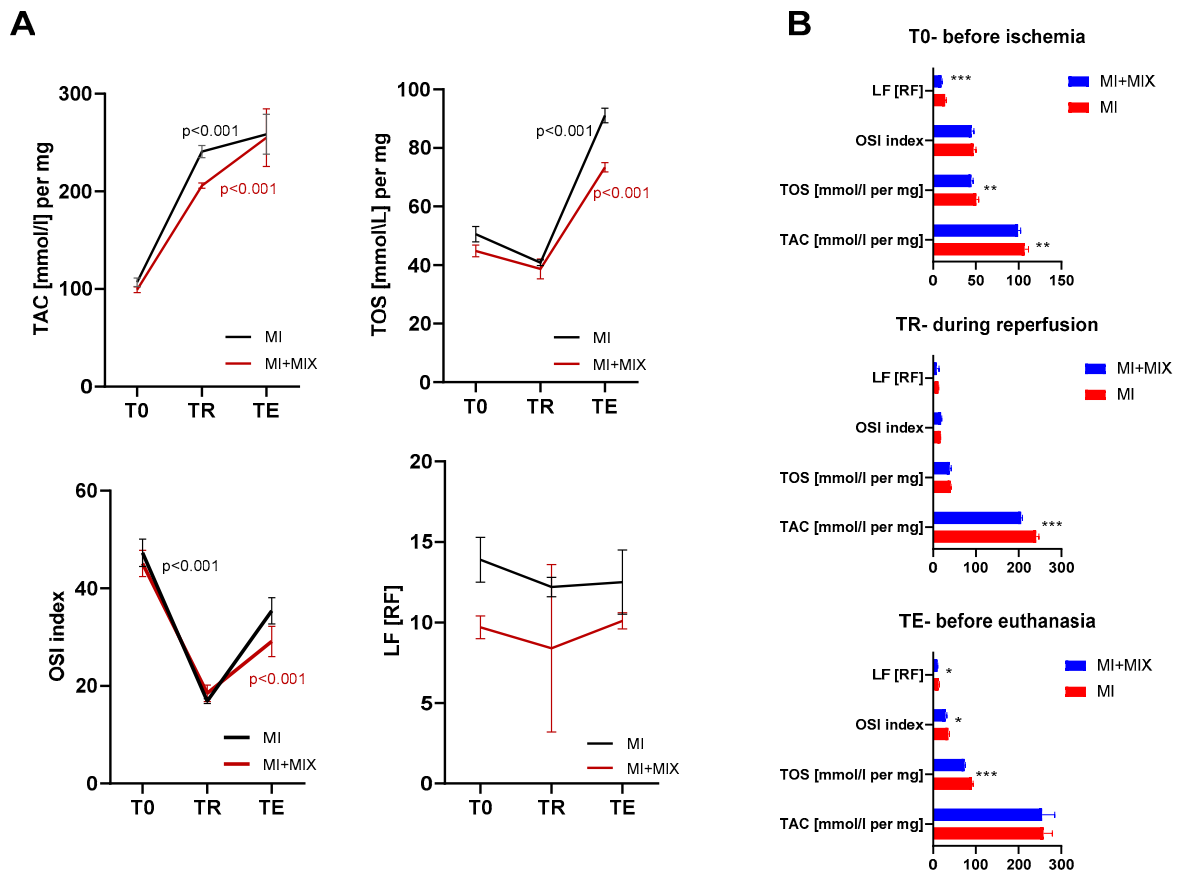 A
300
200
100
0
TAC [mmol/l] per mg
p<0.001
p<0.001
MI
MI+MIX
T0 TR TE
100
80
60
40
20
0
TOS [mmol\L] per mg
p<0.001
p<0.001
MI
MI+MIX
T0 TR TE
60
40
20
0
OSI index
p<0.001
p<0.001
MI
MI+MIX
T0 TR TE
20
15
10
5
0
LF [RF]
MI
MI+MIX
T0 TR TE
B
T0- before ischemia
LF [RF]
***
OSI index
TOS [mmol/l per mg]
**
TAC [mmol/l per mg]
**
0 50 100 150
MI+MIX
MI
TR- during reperfusion
LF [RF]
OSI index
TOS [mmol/l per mg]
TAC [mmol/l per mg]
***
0 100 200 300
MI+MIX
MI
TE- before euthanasia
LF [RF]
*
OSI index
*
TOS [mmol/l per mg]
***
TAC [mmol/l per mg]
0 100 200 300
MI+MIX
MI